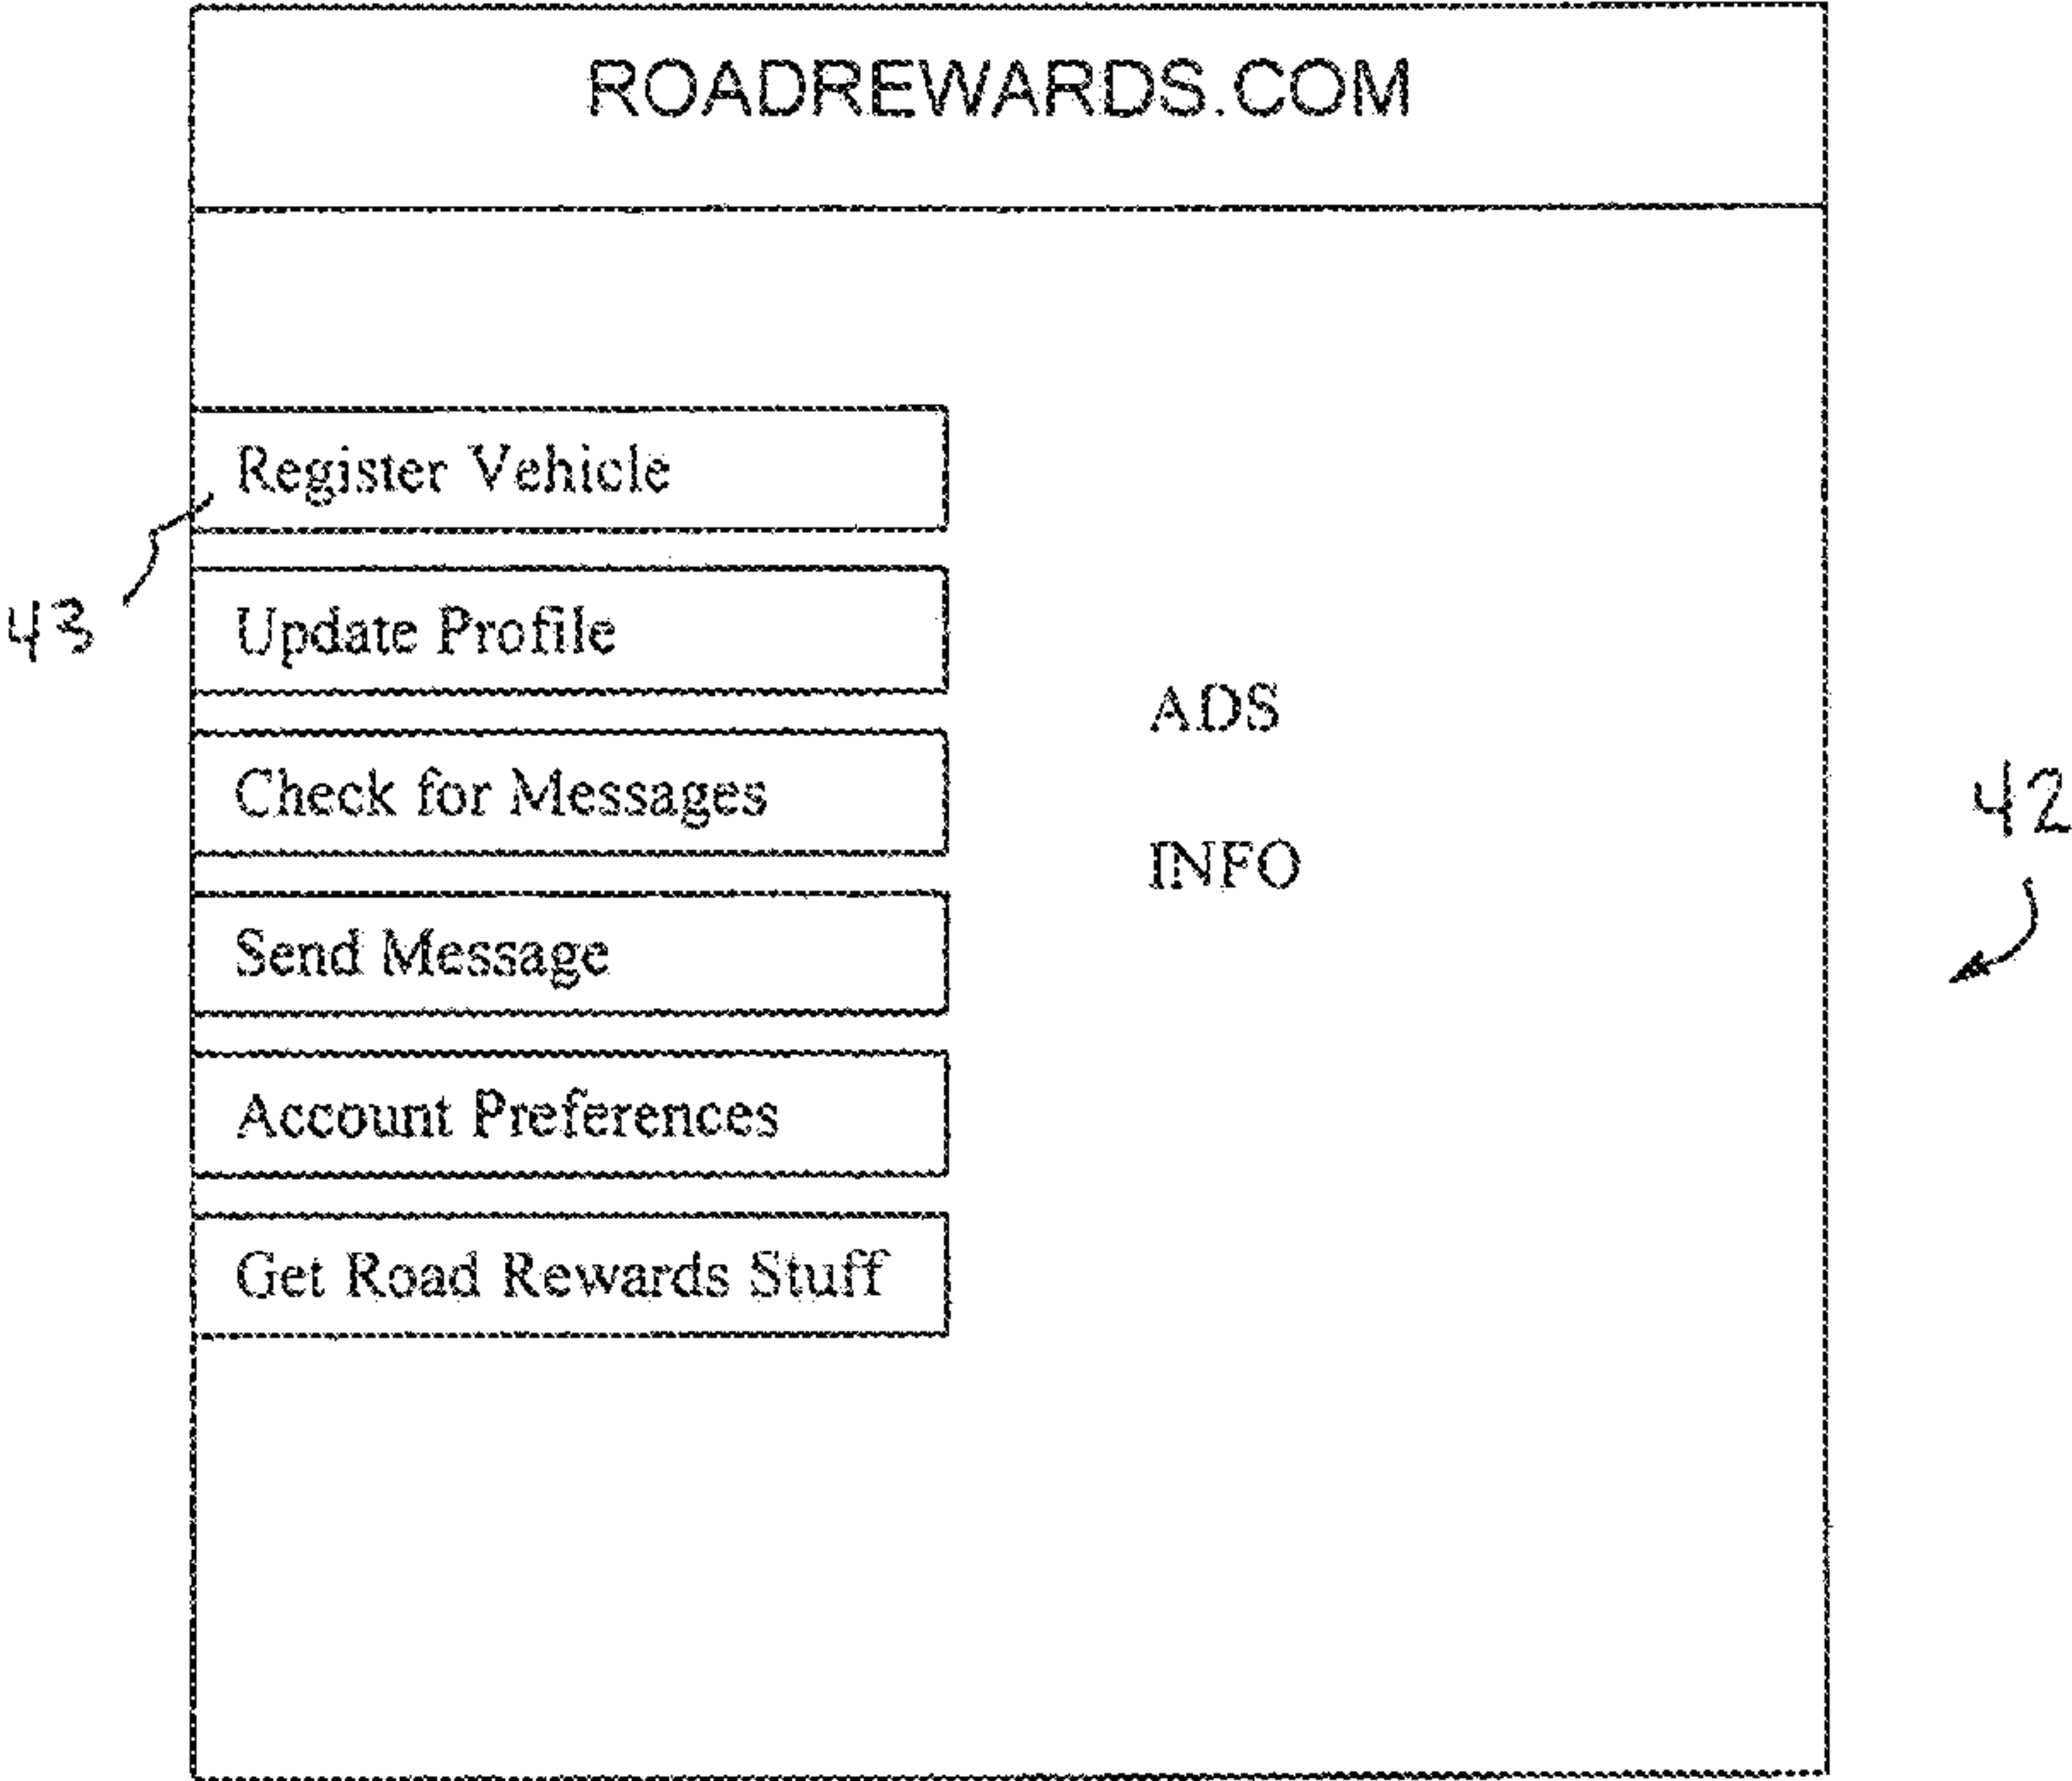 ROADREWARDS.COM
Register Vehicle
43
Update Profile
Check for Messages
Send Message
Account Preferences
Get Road Rewards Stuff
ADS
INFO
42